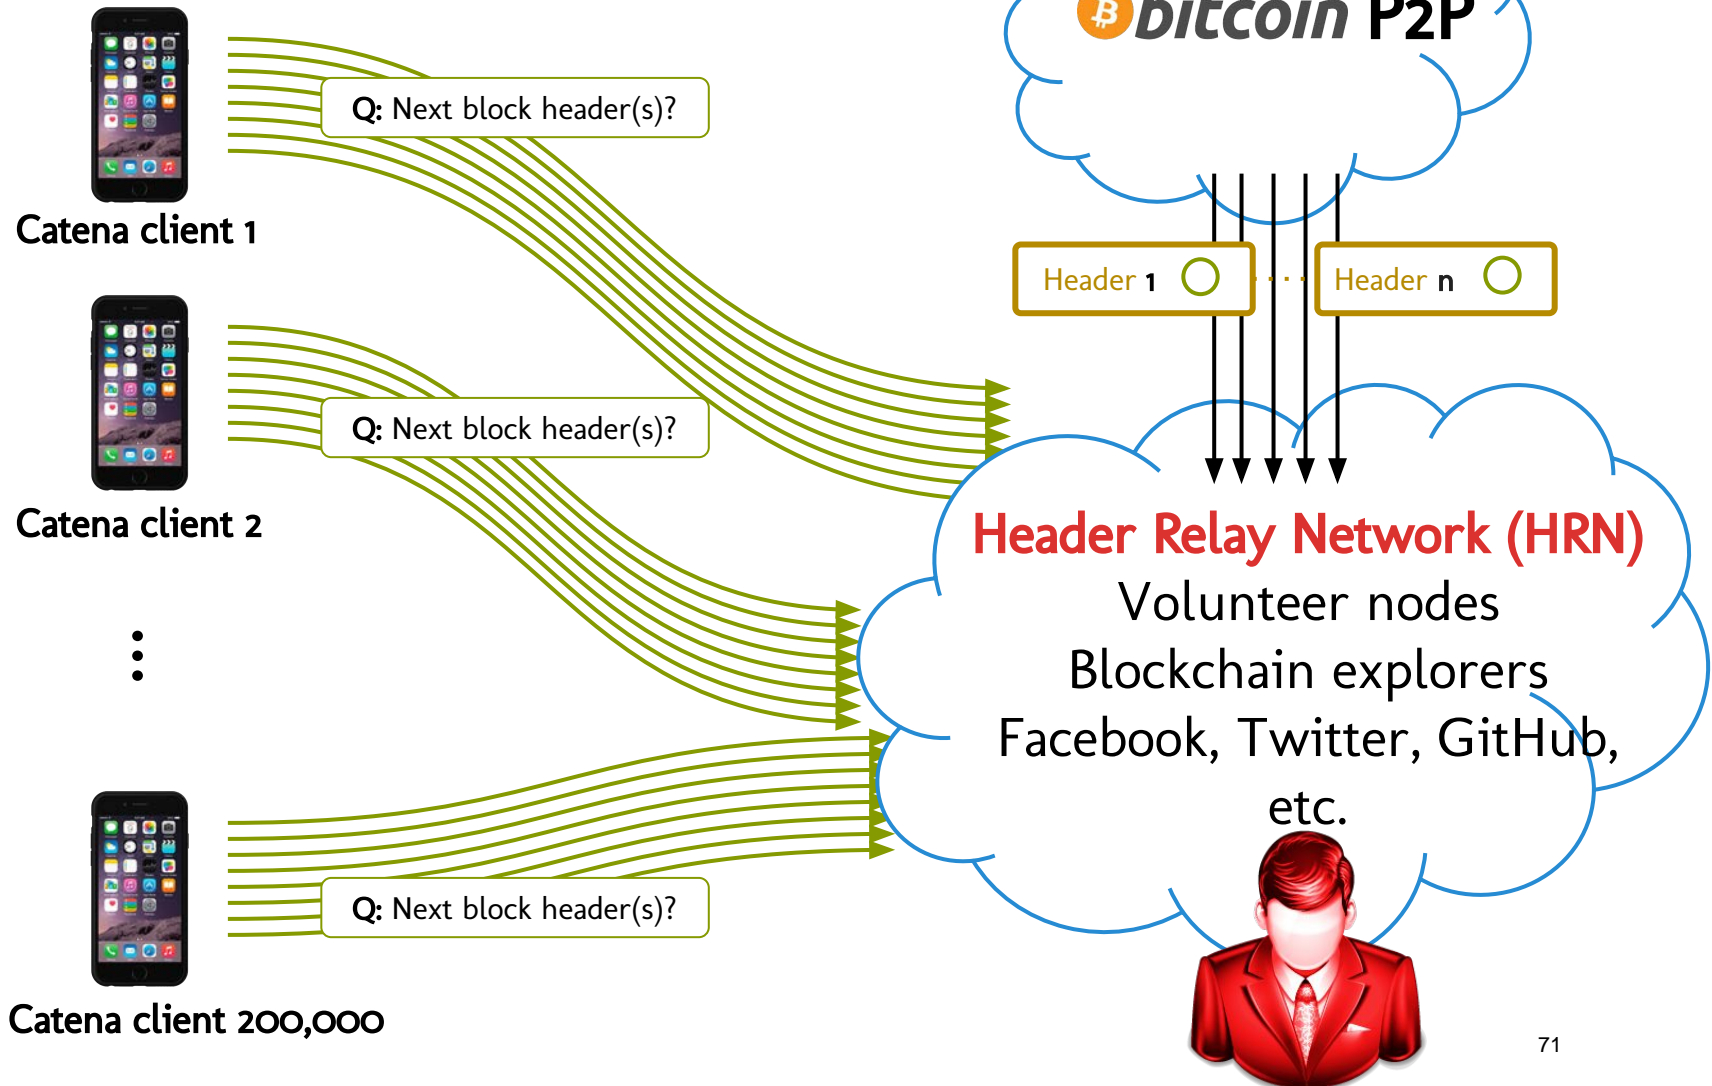 bitcoin P2P
Q: Next block header(s)?
Catena client 1
Header 1
....
Header n
Q: Next block header(s)?
Catena client 2
Header Relay Network (HRN)
Volunteer nodes
Blockchain explorers
Facebook, Twitter, GitHub,
etc.
Q: Next block header(s)?
Catena client 200,000
71